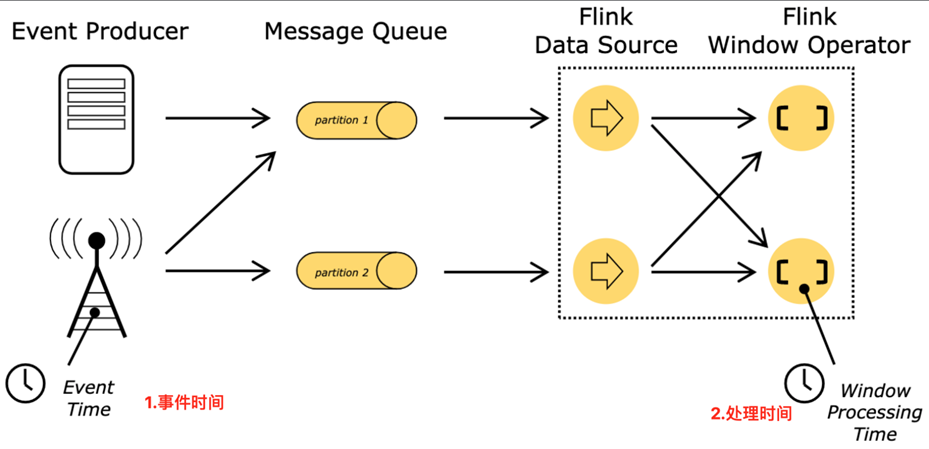 Event Producer
Message Queue
Flink
Data Source
Flink
Window Operator
partition 1
partition 2
Event
Time
1.事件时间
2.处理时间
Window
Processing
Time